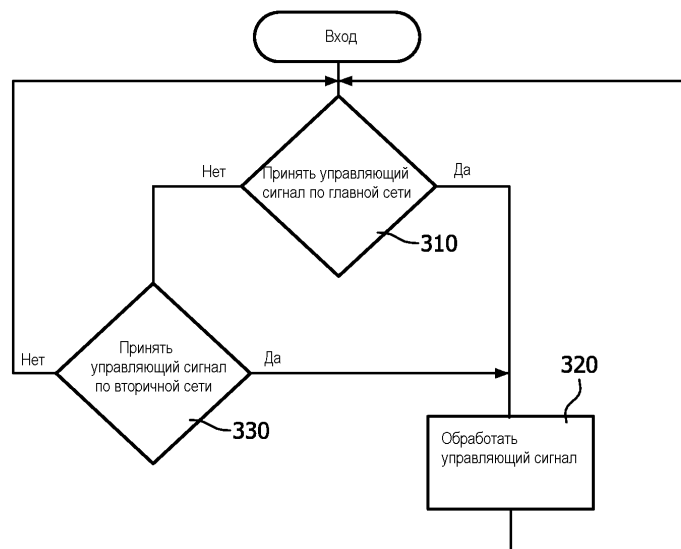 Вход
Нет
Принять управляющий
сигнал по главной сети
Да
310
Нет
Принять
управляющий сигнал
по вторичной сети
Да
330
320
Обработать
управляющий сигнал